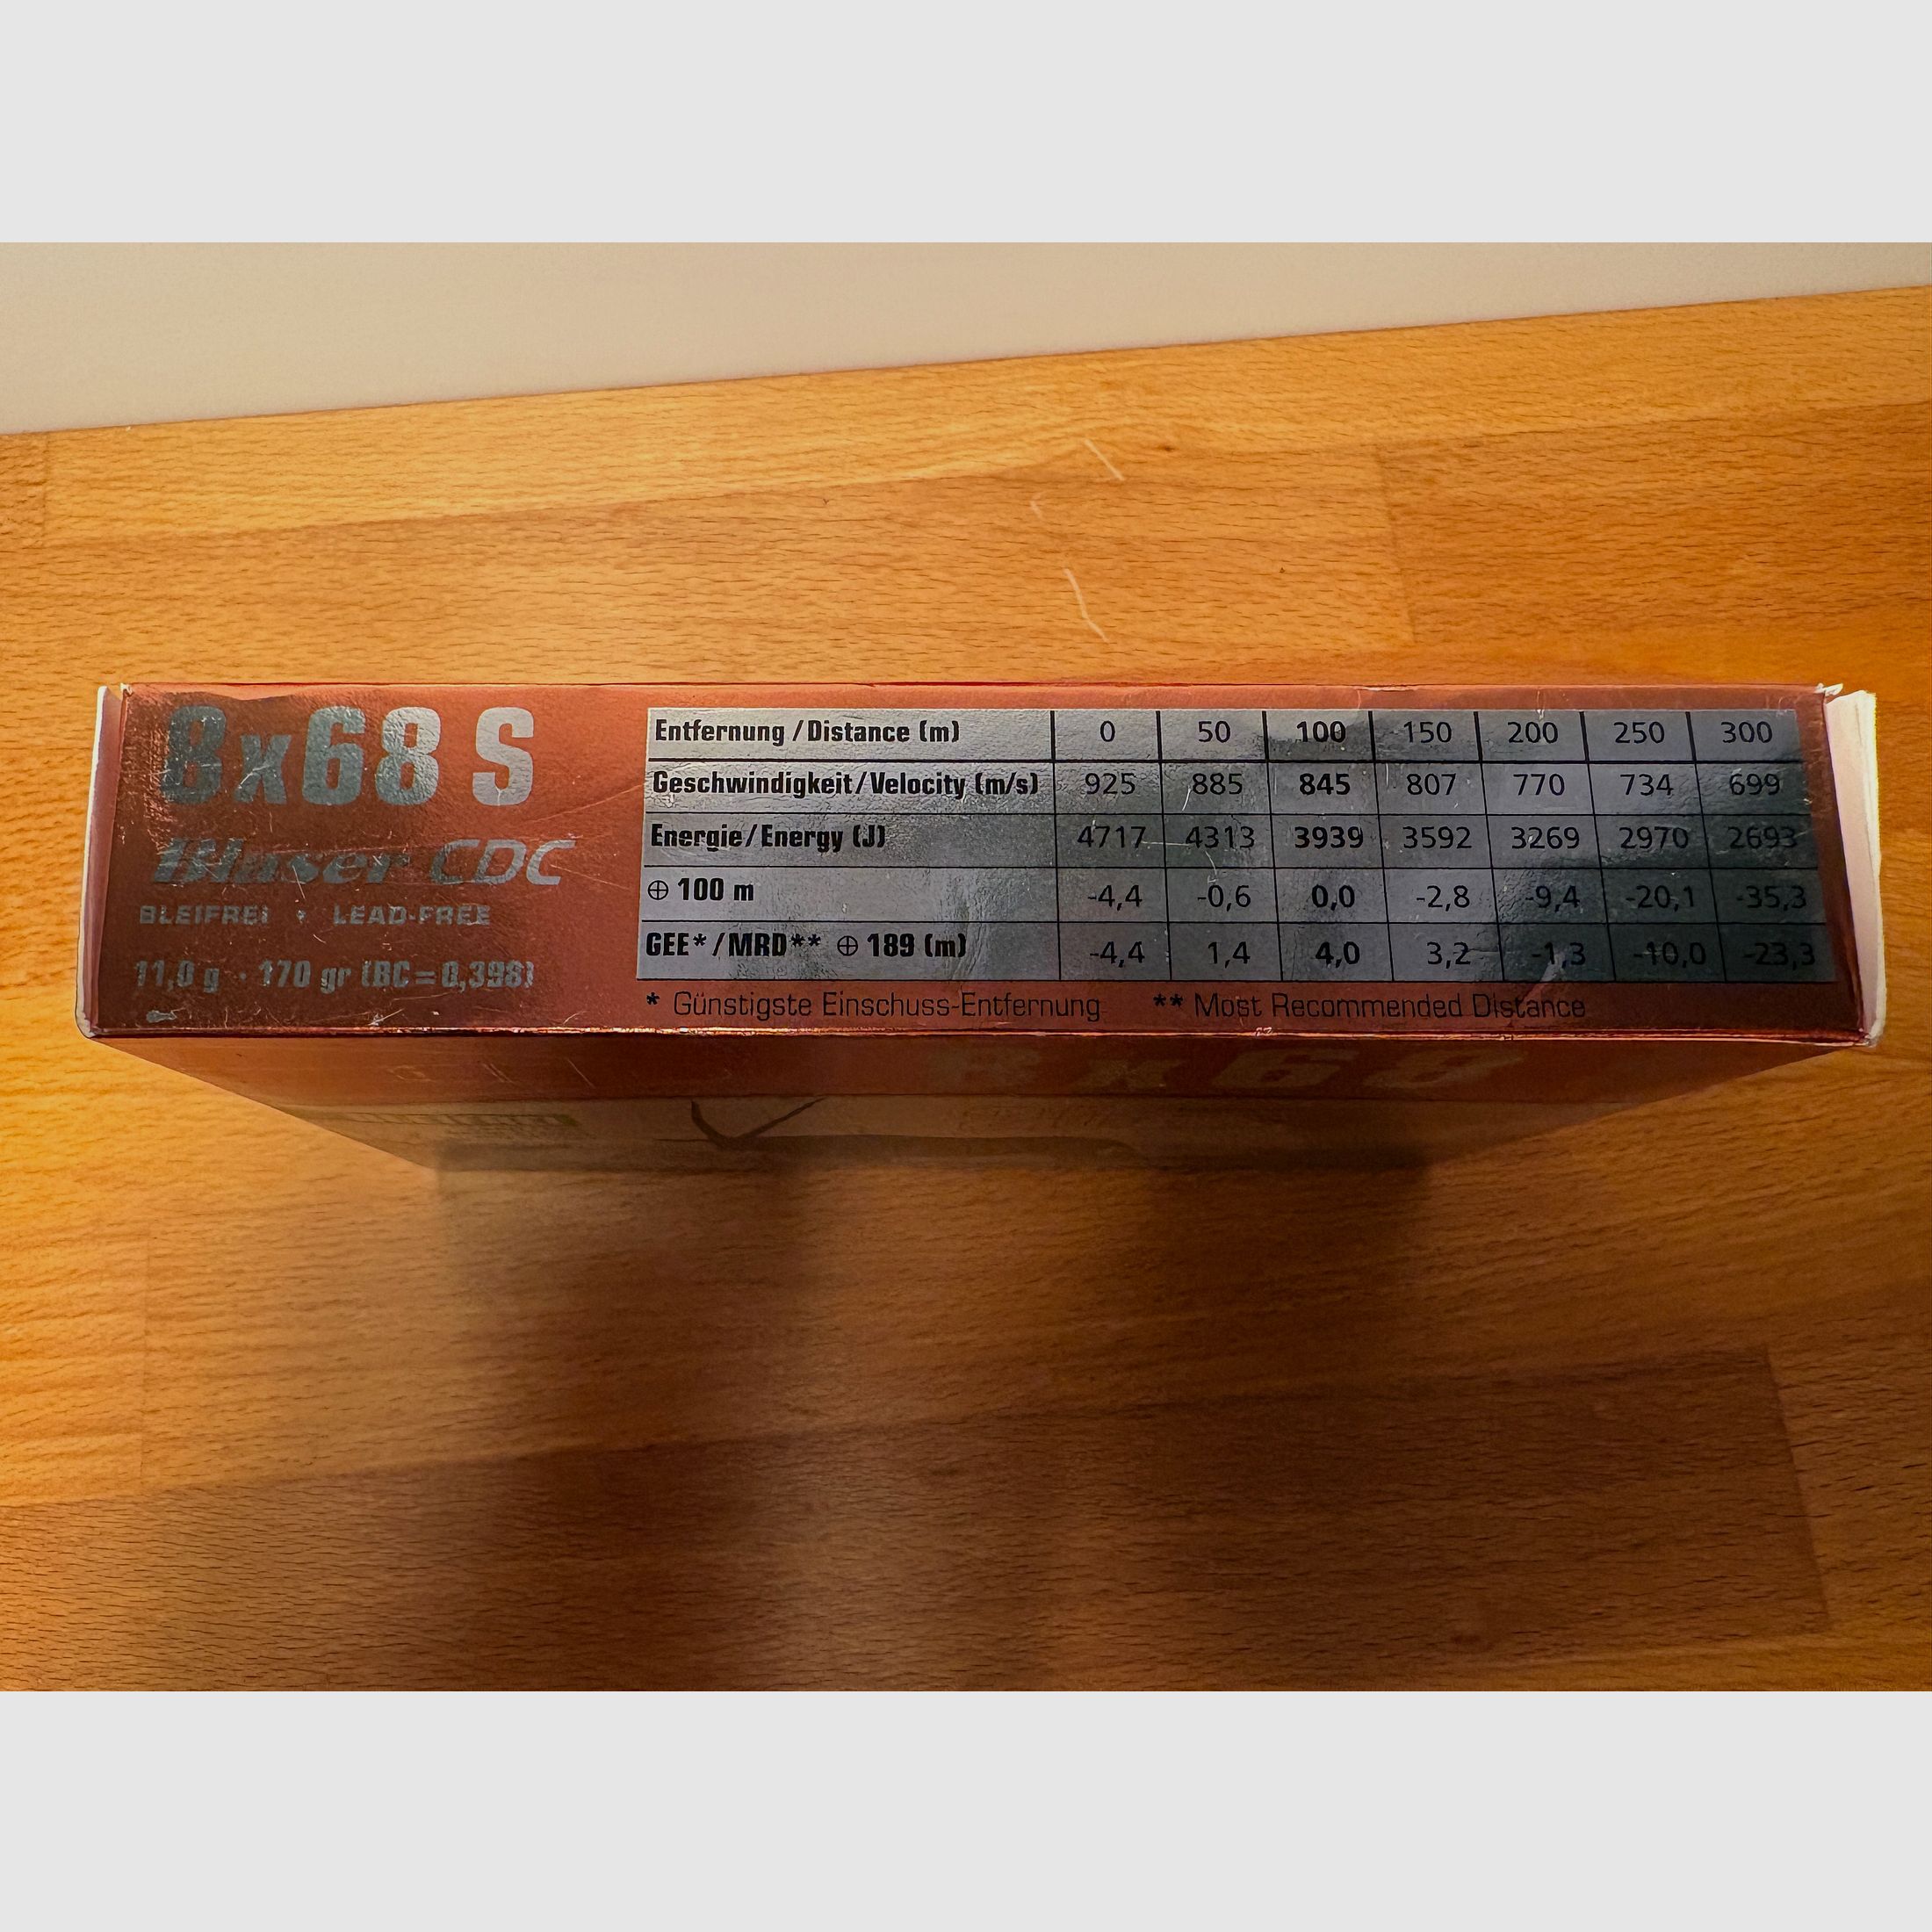 8x68 S
Blaser CDC
BLEIFREI • LEAD-FREE
11,0 g · 170 gr (BC = 0,398)
Entfernung / Distance (m) 0 50 100 150 200 250 300
Geschwindigkeit / Velocity (m/s) 925 885 845 807 770 734 699
Energie / Energy (J) 4717 4313 3939 3592 3269 2970 2693
⊕ 100 m -4,4 -0,6 0,0 -2,8 -9,4 -20,1 -35,3
GEE* / MRD** ⊕ 189 (m) -4,4 1,4 4,0 3,2 -1,3 -10,0 -23,3
* Günstigste Einschuss-Entfernung ** Most Recommended Distance
8x68